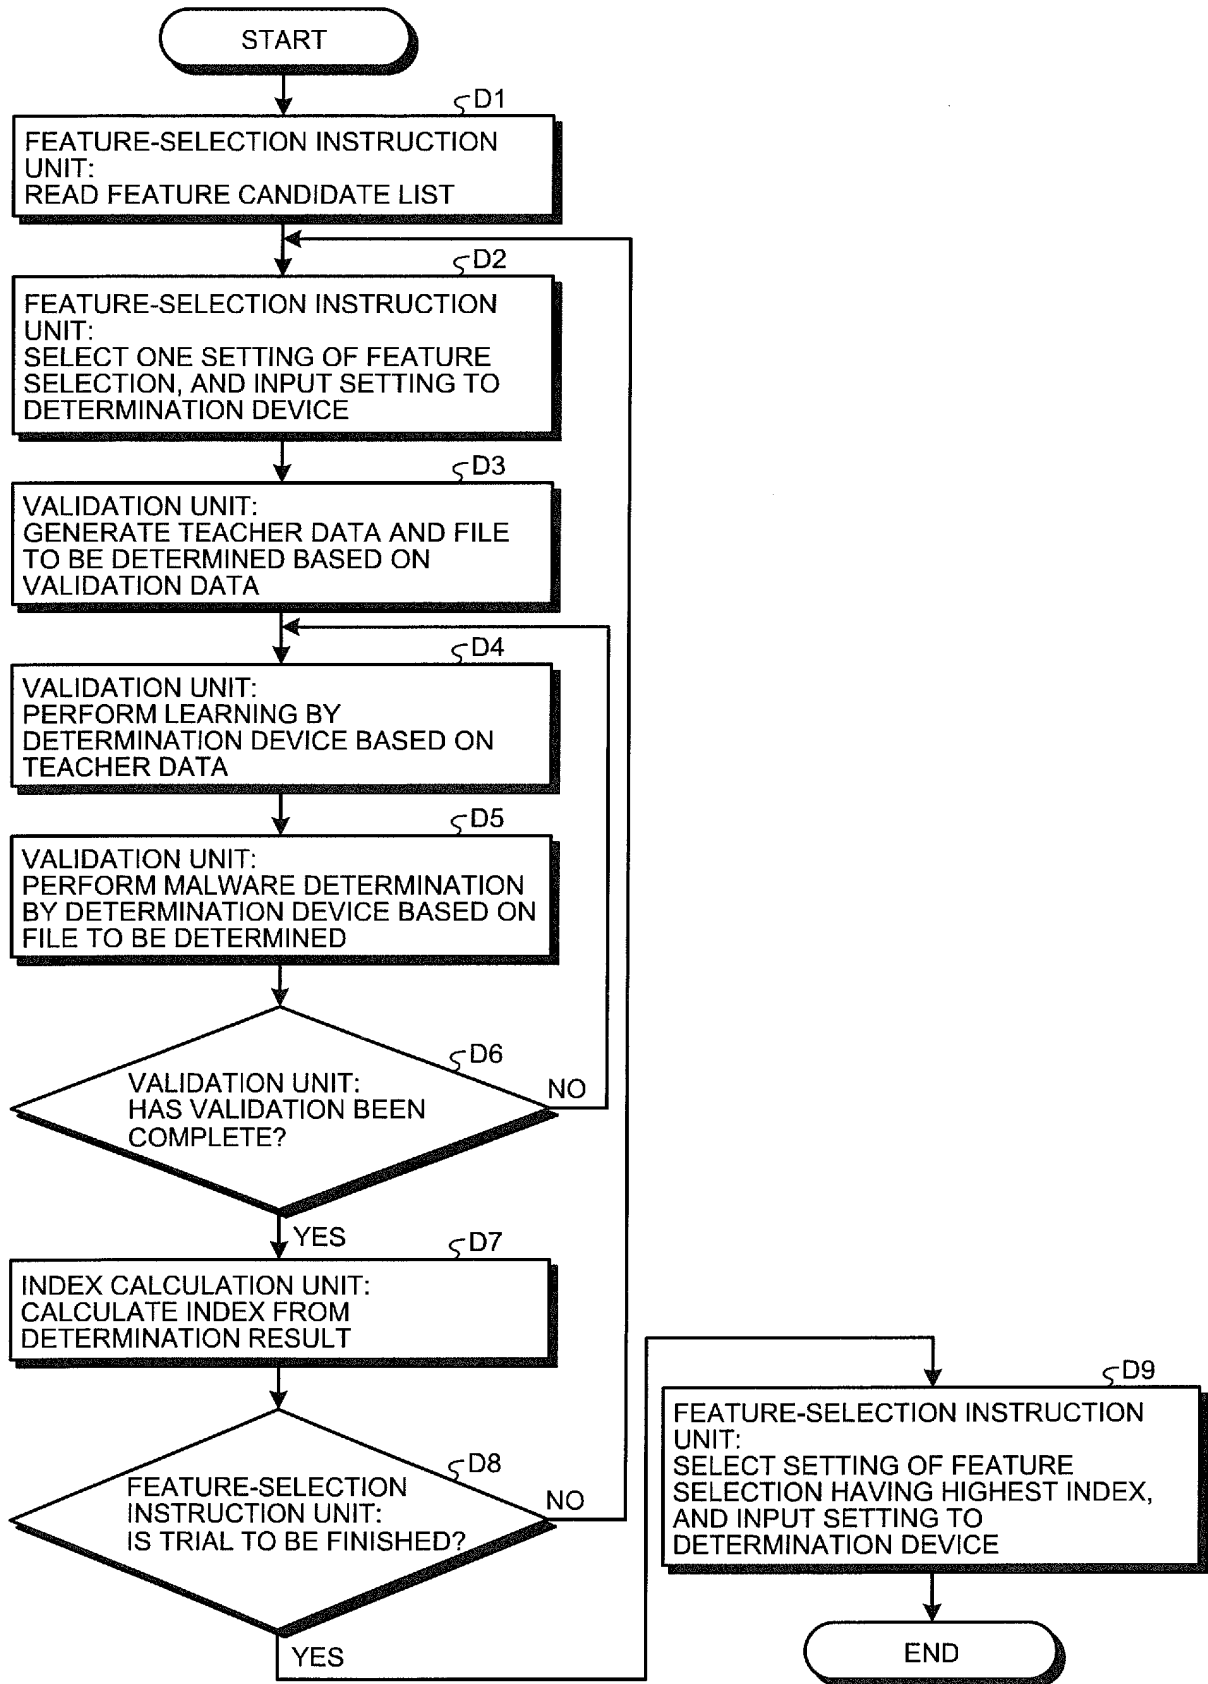 START
D1
FEATURE-SELECTION INSTRUCTION
UNIT:
READ FEATURE CANDIDATE LIST
D2
FEATURE-SELECTION INSTRUCTION
UNIT:
SELECT ONE SETTING OF FEATURE
SELECTION, AND INPUT SETTING TO
DETERMINATION DEVICE
D3
VALIDATION UNIT:
GENERATE TEACHER DATA AND FILE
TO BE DETERMINED BASED ON
VALIDATION DATA
D4
VALIDATION UNIT:
PERFORM LEARNING BY
DETERMINATION DEVICE BASED ON
TEACHER DATA
D5
VALIDATION UNIT:
PERFORM MALWARE DETERMINATION
BY DETERMINATION DEVICE BASED ON
FILE TO BE DETERMINED
D6
VALIDATION UNIT:
HAS VALIDATION BEEN
COMPLETE?
NO
YES
D7
INDEX CALCULATION UNIT:
CALCULATE INDEX FROM
DETERMINATION RESULT
D8
FEATURE-SELECTION
INSTRUCTION UNIT:
IS TRIAL TO BE FINISHED?
NO
YES
D9
FEATURE-SELECTION INSTRUCTION
UNIT:
SELECT SETTING OF FEATURE
SELECTION HAVING HIGHEST INDEX,
AND INPUT SETTING TO
DETERMINATION DEVICE
END